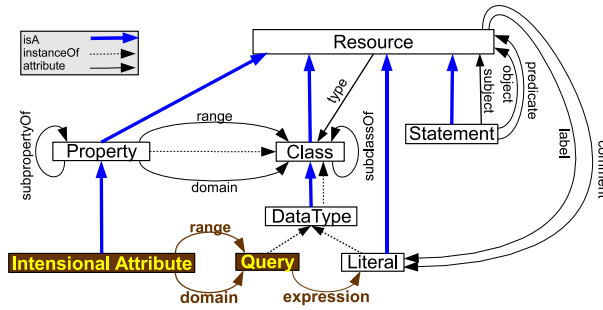 isA
instanceOf
attribute
Resource
type
subject
object
predicate
label
comment
subpropertyOf
range
Property
Class
subclassOf
Statement
domain
DataType
range
Intensional Attribute
Query
Literal
domain
expression